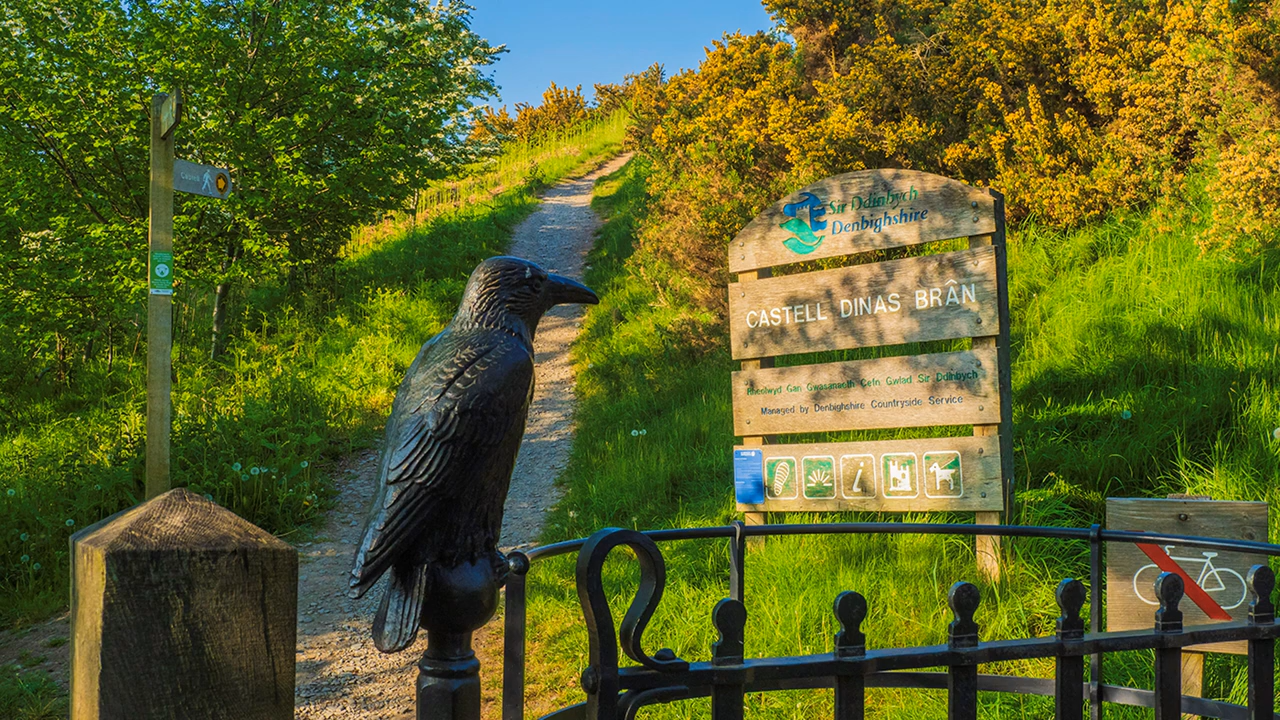 Sir Ddinbych
Denbighshire
CASTELL DINAS BRÂN
Rheolwyd Gan Gwasanaeth Cefn Gwlad Sir Ddinbych
Managed by Denbighshire Countryside Service
i